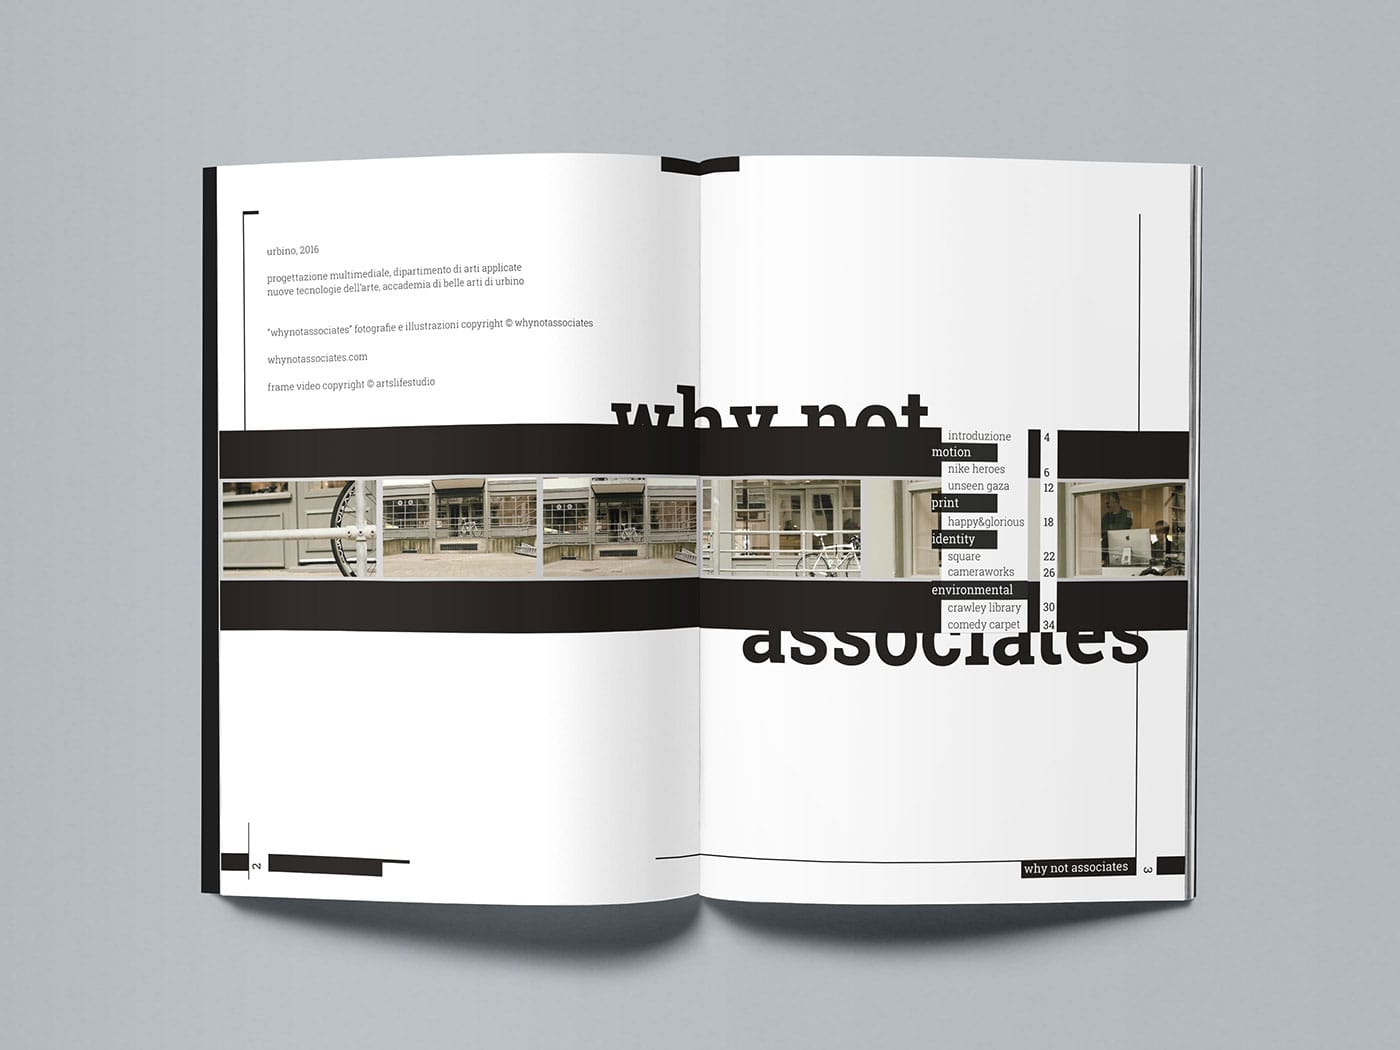 urbino, 2016
progettazione multimediale, dipartimento di arti applicate
nuove tecnologie dell'arte, accademia di belle arti di urbino
"whynotassociates" fotografie e illustrazioni copyright © whynotassociates
whynotassociates.com
frame video copyright © artslifestudio
why not
introduzione 4
motion
nike heroes 6
unseen gaza 12
print
happy&glorious 18
identity
square 22
cameraworks 26
environmental
crawley library 30
comedy carpet 34
associates
2
why not associates
3